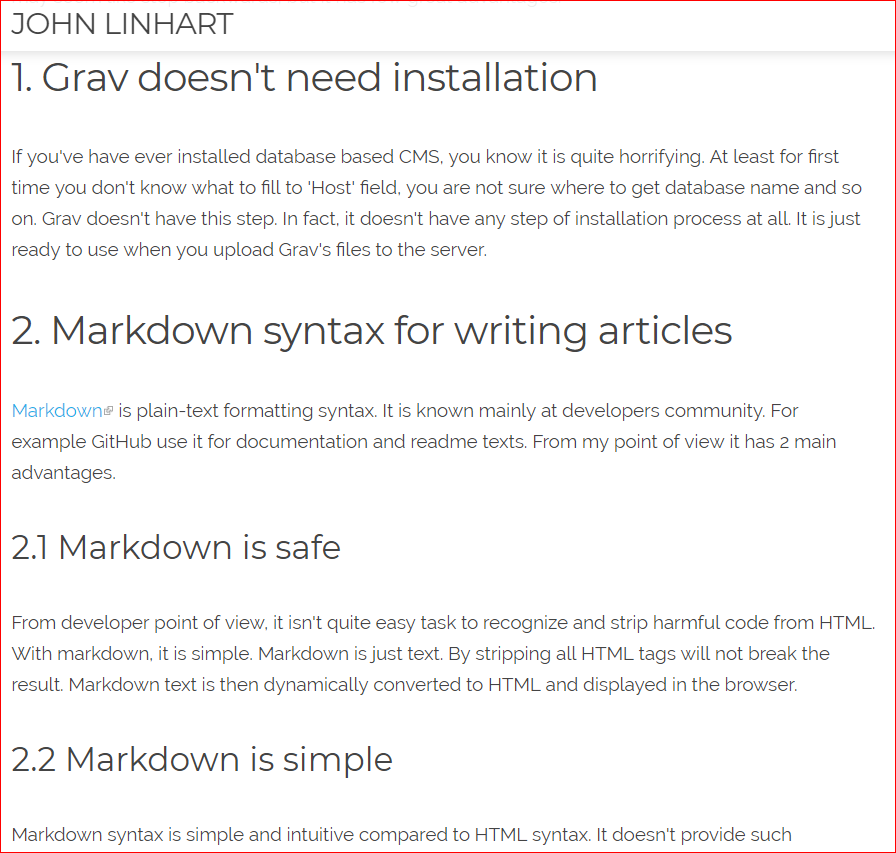 JOHN LINHART
1. Grav doesn't need installation
If you've have ever installed database based CMS, you know it is quite horrifying. At least for first
time you don't know what to fill to 'Host' field, you are not sure where to get database name and so
on. Grav doesn't have this step. In fact, it doesn't have any step of installation process at all. It is just
ready to use when you upload Grav's files to the server.
2. Markdown syntax for writing articles
Markdown is plain-text formatting syntax. It is known mainly at developers community. For
example GitHub use it for documentation and readme texts. From my point of view it has 2 main
advantages.
2.1 Markdown is safe
From developer point of view, it isn't quite easy task to recognize and strip harmful code from HTML.
With markdown, it is simple. Markdown is just text. By stripping all HTML tags will not break the
result. Markdown text is then dynamically converted to HTML and displayed in the browser.
2.2 Markdown is simple
Markdown syntax is simple and intuitive compared to HTML syntax. It doesn't provide such